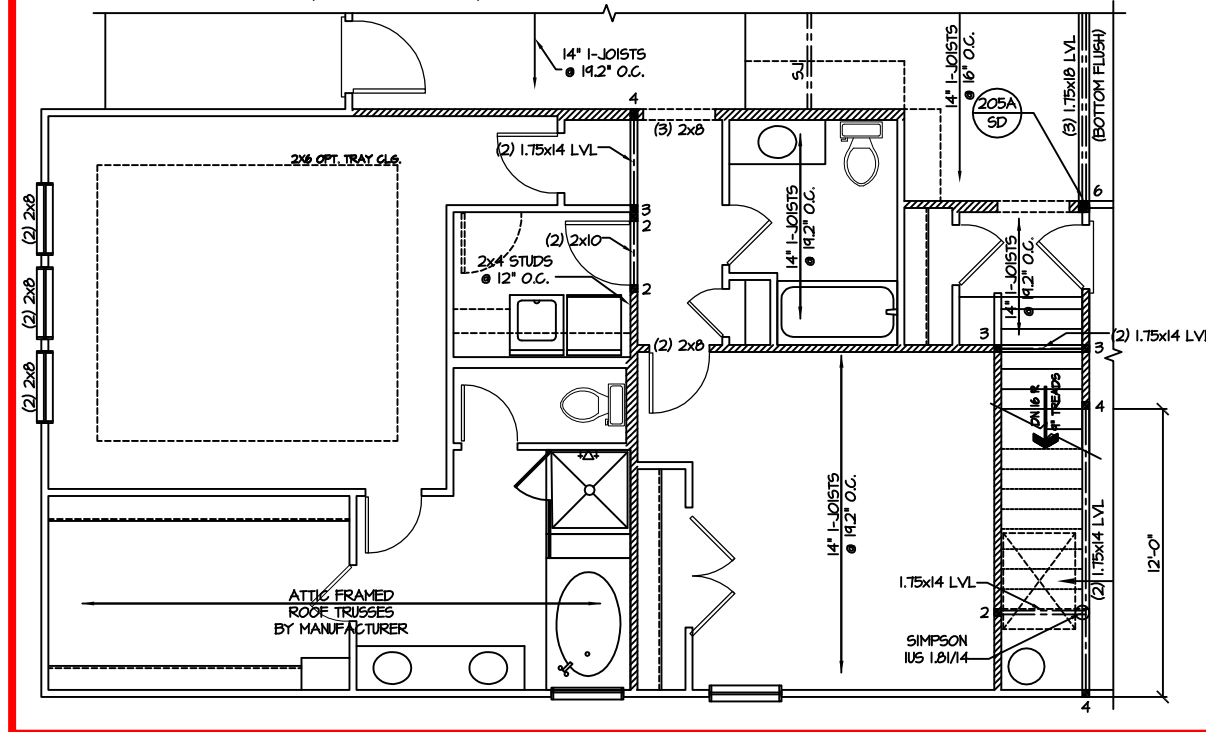 14" I-JOISTS
@ 19.2" O.C.
4
(3) 2x8
(2) 1.75x14 LVL
SJ
14" I-JOISTS
@ 16" O.C.
(3) 1.75x18 LVL
(BOTTOM FLUSH)
205A
SD
6
2X6 OPT. TRAY CLG.
(2) 2x8
(2) 2x8
(2) 2x8
3
2
(2) 2x10
2x4 STUDS
@ 12" O.C.
2
14" I-JOISTS
@ 19.2" O.C.
14" I-JOISTS
@ 19.2" O.C.
(2) 2x8
3
3
(2) 1.75x14 LVL
DN 16 R
9" TREADS
4
14" I-JOISTS
@ 19.2" O.C.
(2) 1.75x14 LVL
12'-0"
1.75x14 LVL
2
SIMPSON
IUS 1.81/14
ATTIC FRAMED
ROOF TRUSSES
BY MANUFACTURER
4